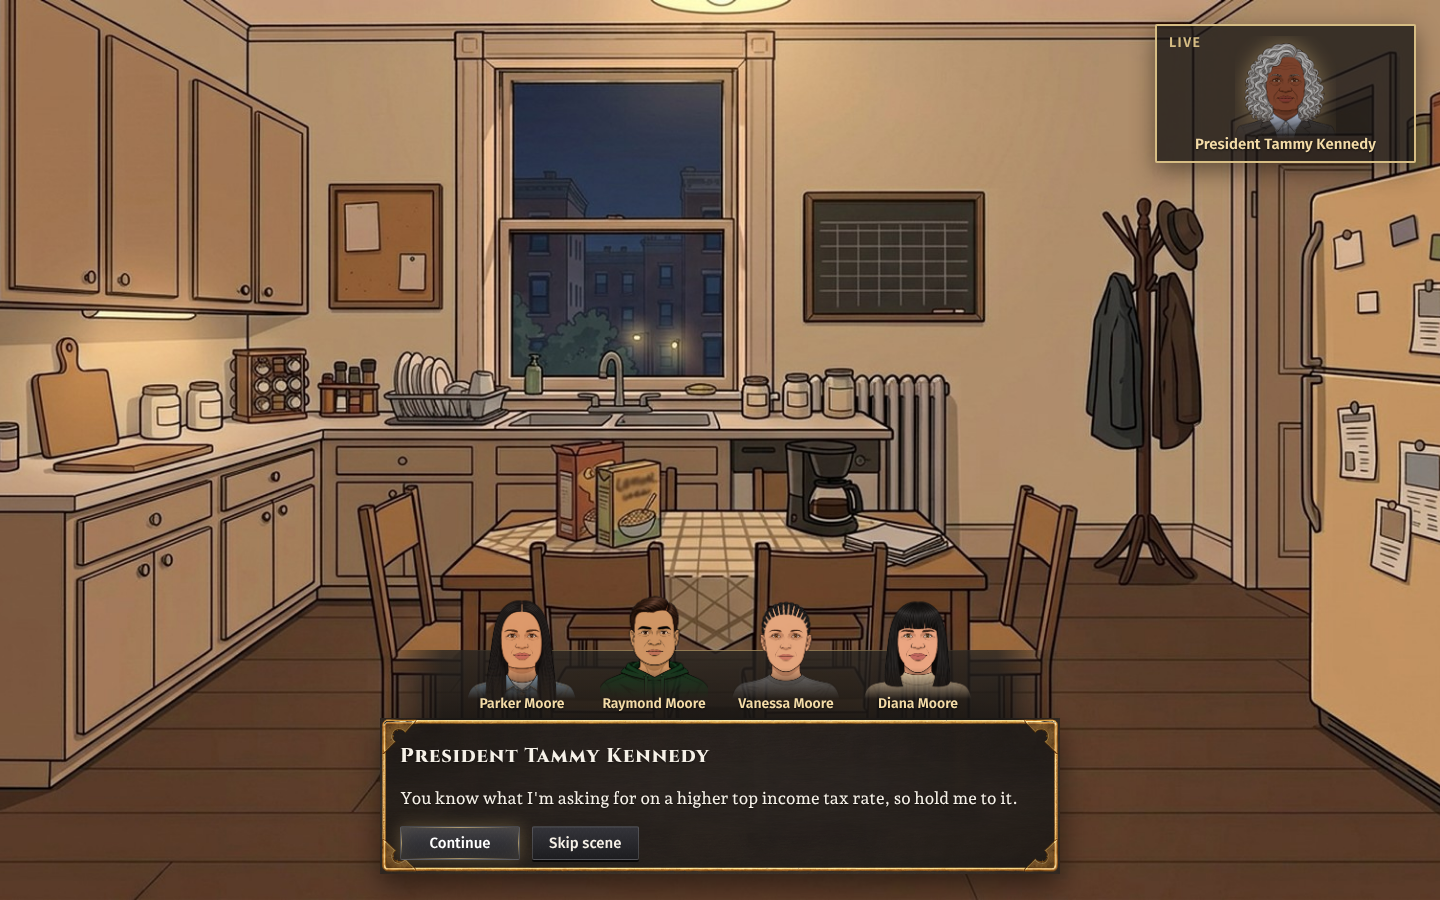 LIVE
President Tammy Kennedy
Parker Moore
Raymond Moore
Vanessa Moore
Diana Moore
President Tammy Kennedy
You know what I'm asking for on a higher top income tax rate, so hold me to it.
Continue
Skip scene